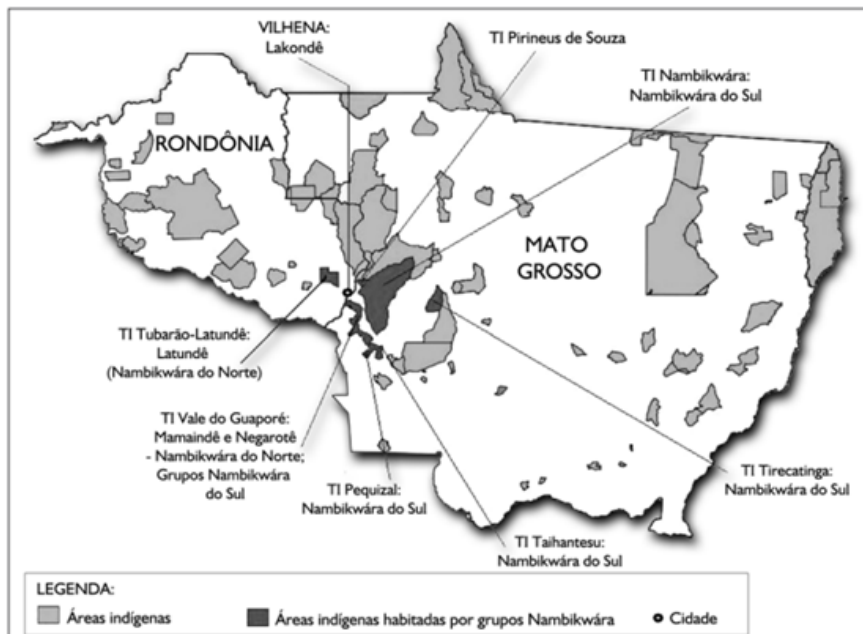 VILHENA:
Lakondê
TI Pirineus de Souza
TI Nambikwára:
Nambikwára do Sul
RONDÔNIA
MATO
GROSSO
TI Tubarão-Latundê:
Latundê
(Nambikwára do Norte)
TI Vale do Guaporé:
Mamaindê e Negarotê
- Nambikwára do Norte;
Grupos Nambikwára
do Sul
TI Pequizal:
Nambikwára do Sul
TI Taihantesu:
Nambikwára do Sul
TI Tirecatinga:
Nambikwára do Sul
LEGENDA:
Áreas indígenas
Áreas indígenas habitadas por grupos Nambikwára
Cidade